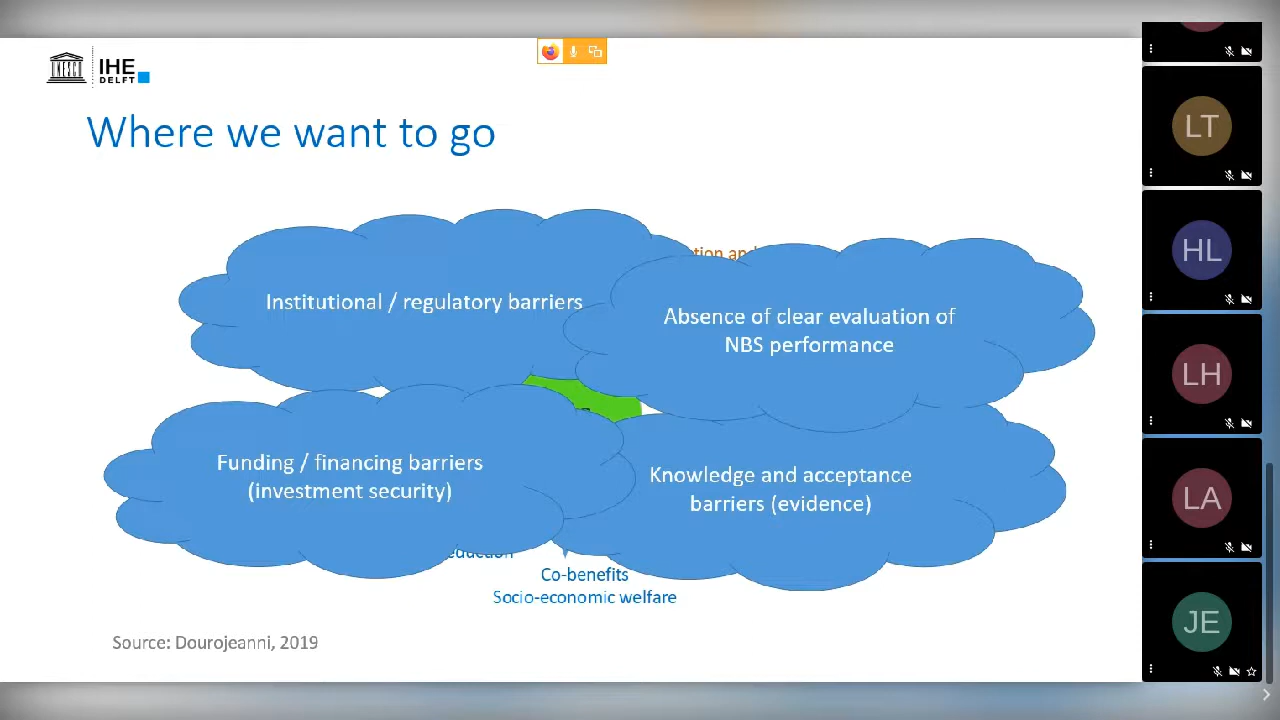 UNESCO
IHE
DELFT
Where we want to go
Institutional / regulatory barriers
Absence of clear evaluation of
NBS performance
Funding / financing barriers
(investment security)
Knowledge and acceptance
barriers (evidence)
Co-benefits
Socio-economic welfare
Source: Dourojeanni, 2019
LT
HL
LH
LA
JE